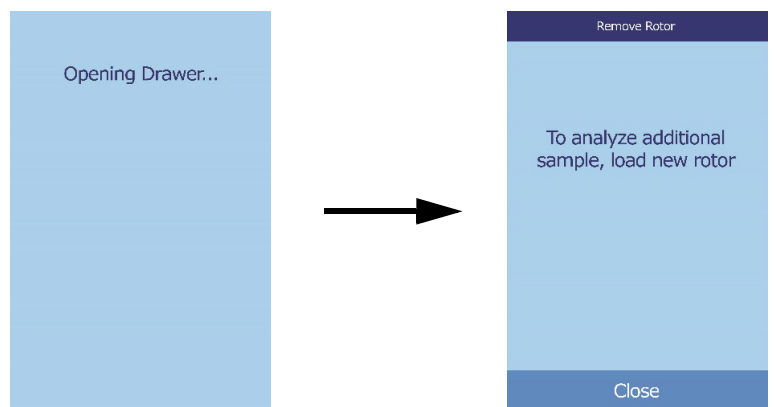 Opening Drawer...
Remove Rotor
To analyze additional
sample, load new rotor
Close